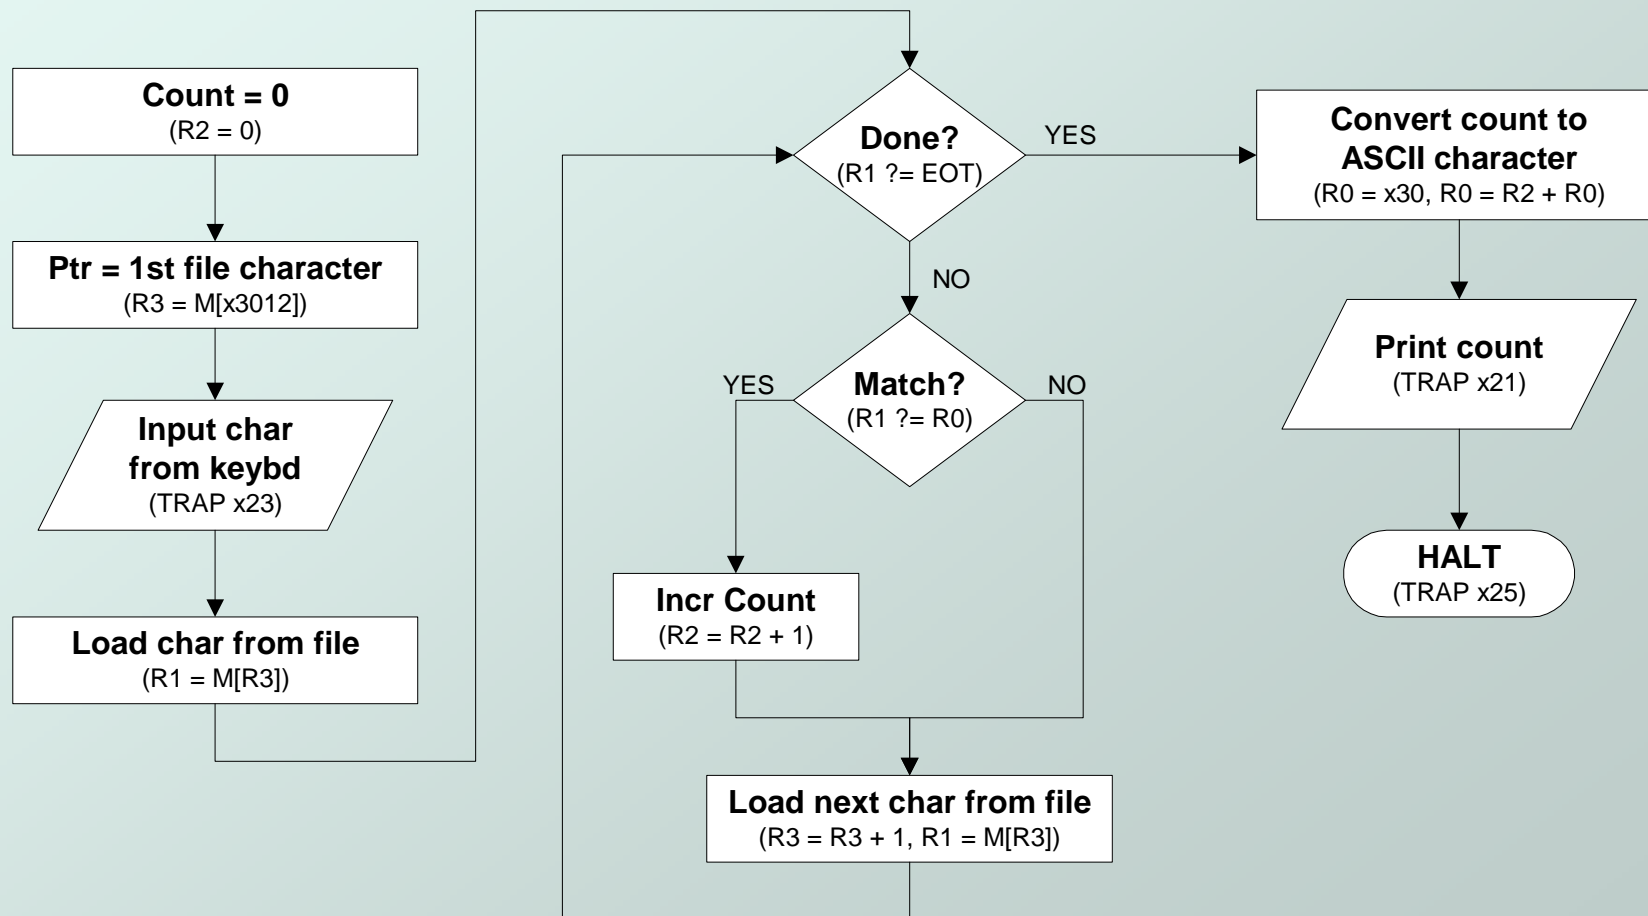 Count = 0
(R2 = 0)
Ptr = 1st file character
(R3 = M[x3012])
Input char
from keybd
(TRAP x23)
Load char from file
(R1 = M[R3])
Done?
(R1 ?= EOT)
YES
NO
Match?
(R1 ?= R0)
YES
NO
Incr Count
(R2 = R2 + 1)
Load next char from file
(R3 = R3 + 1, R1 = M[R3])
Convert count to
ASCII character
(R0 = x30, R0 = R2 + R0)
Print count
(TRAP x21)
HALT
(TRAP x25)